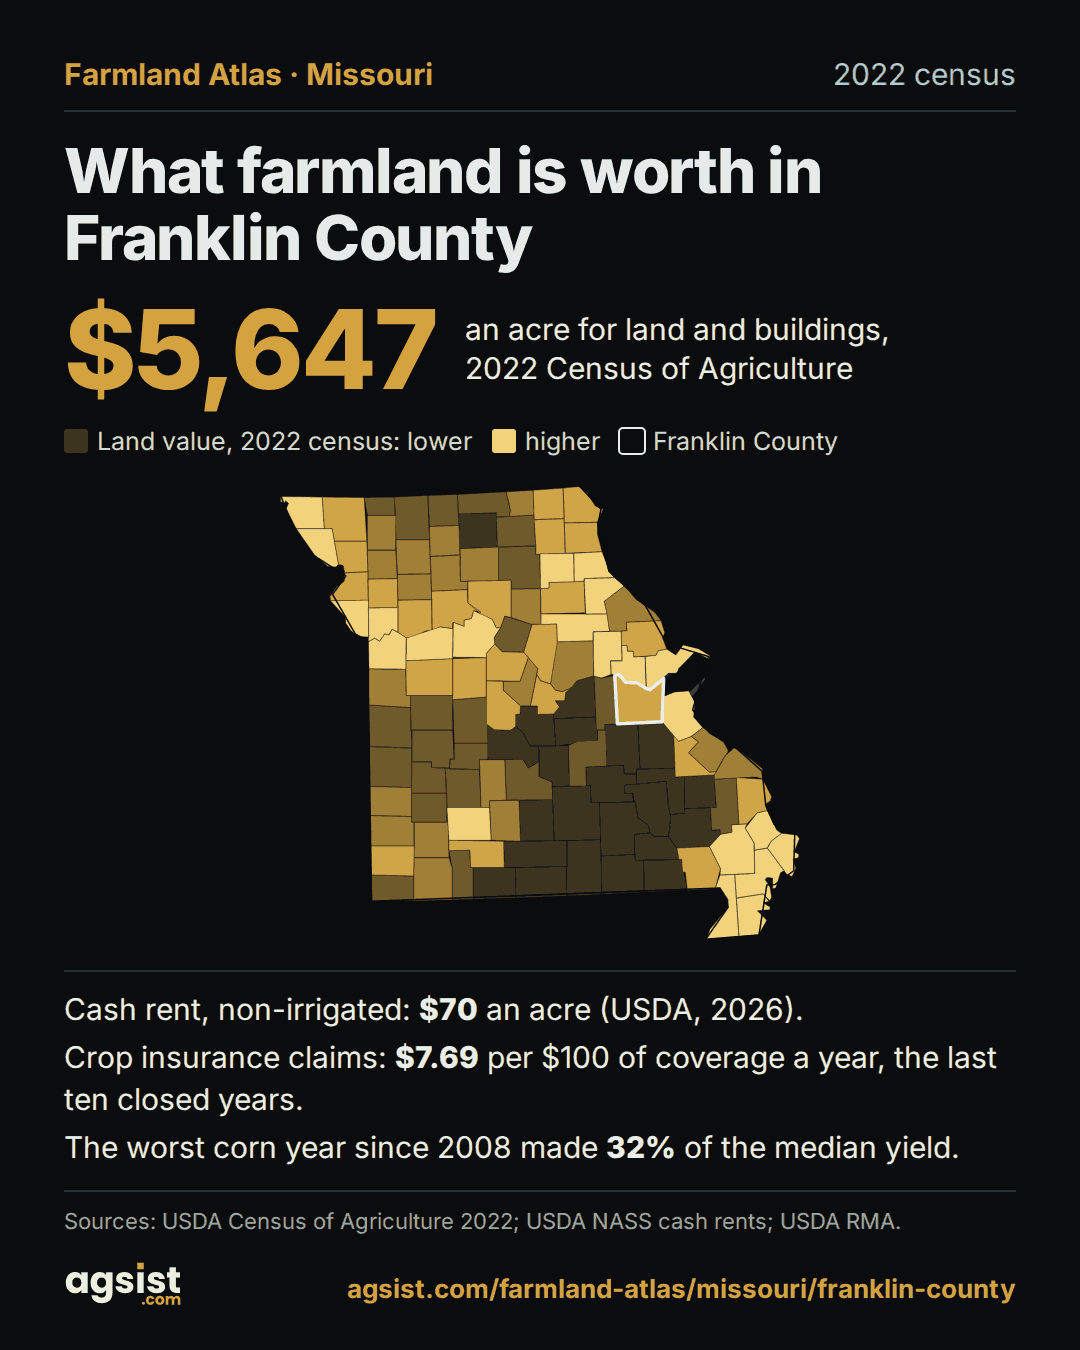 Farmland Atlas · Missouri
2022 census
What farmland is worth in
Franklin County
$5,647
an acre for land and buildings,
2022 Census of Agriculture
Land value, 2022 census: lower
higher
Franklin County
Cash rent, non-irrigated: $70 an acre (USDA, 2026).
Crop insurance claims: $7.69 per $100 of coverage a year, the last
ten closed years.
The worst corn year since 2008 made 32% of the median yield.
Sources: USDA Census of Agriculture 2022; USDA NASS cash rents; USDA RMA.
agsist
.com
agsist.com/farmland-atlas/missouri/franklin-county